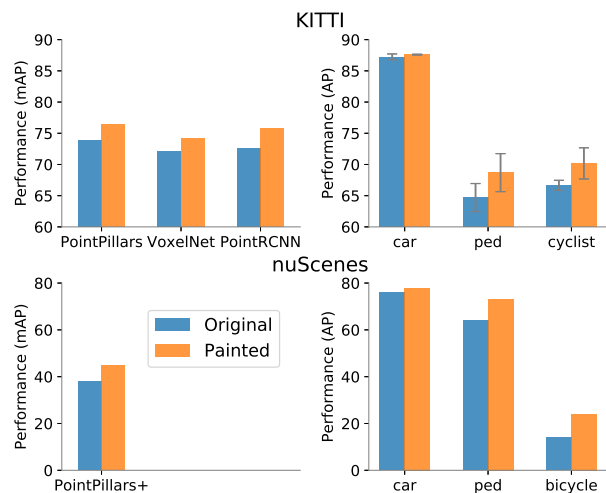 KITTI
Performance (mAP)
90
85
80
75
70
65
60
PointPillars VoxelNet PointRCNN
Performance (AP)
90
85
80
75
70
65
60
car ped cyclist
nuScenes
Performance (mAP)
80
60
40
20
0
PointPillars+
Original
Painted
Performance (AP)
80
60
40
20
0
car ped bicycle